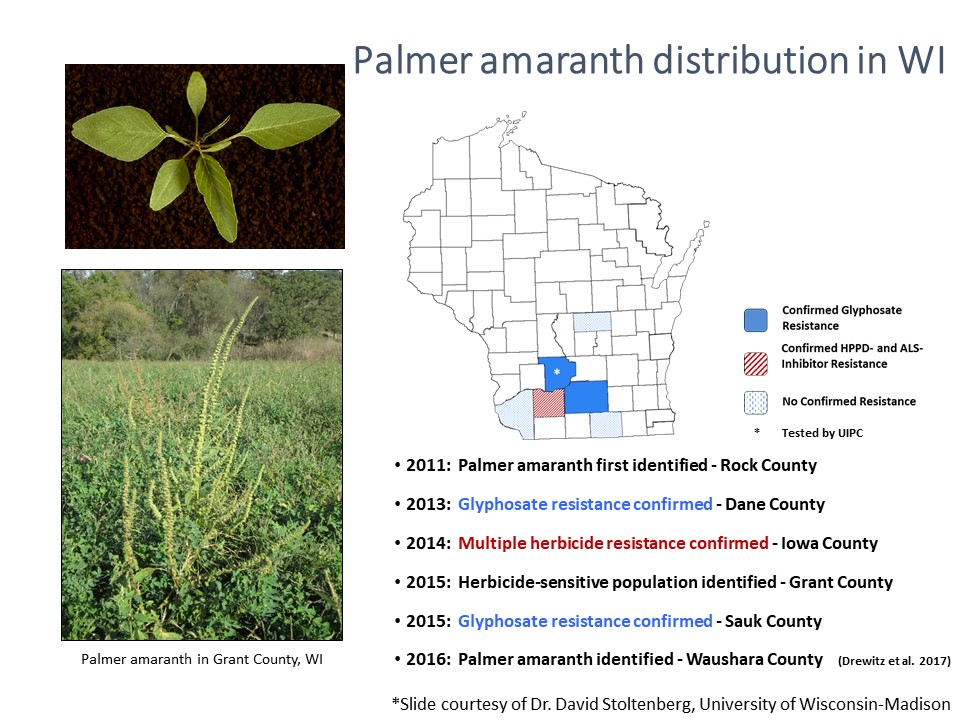 Palmer amaranth distribution in WI
Confirmed Glyphosate
Resistance
Confirmed HPPD- and ALS-
Inhibitor Resistance
No Confirmed Resistance
* Tested by UIPC
*
• 2011: Palmer amaranth first identified - Rock County
• 2013: Glyphosate resistance confirmed - Dane County
• 2014: Multiple herbicide resistance confirmed - Iowa County
• 2015: Herbicide-sensitive population identified - Grant County
• 2015: Glyphosate resistance confirmed - Sauk County
• 2016: Palmer amaranth identified - Waushara County (Drewitz et al. 2017)
Palmer amaranth in Grant County, WI
*Slide courtesy of Dr. David Stoltenberg, University of Wisconsin-Madison